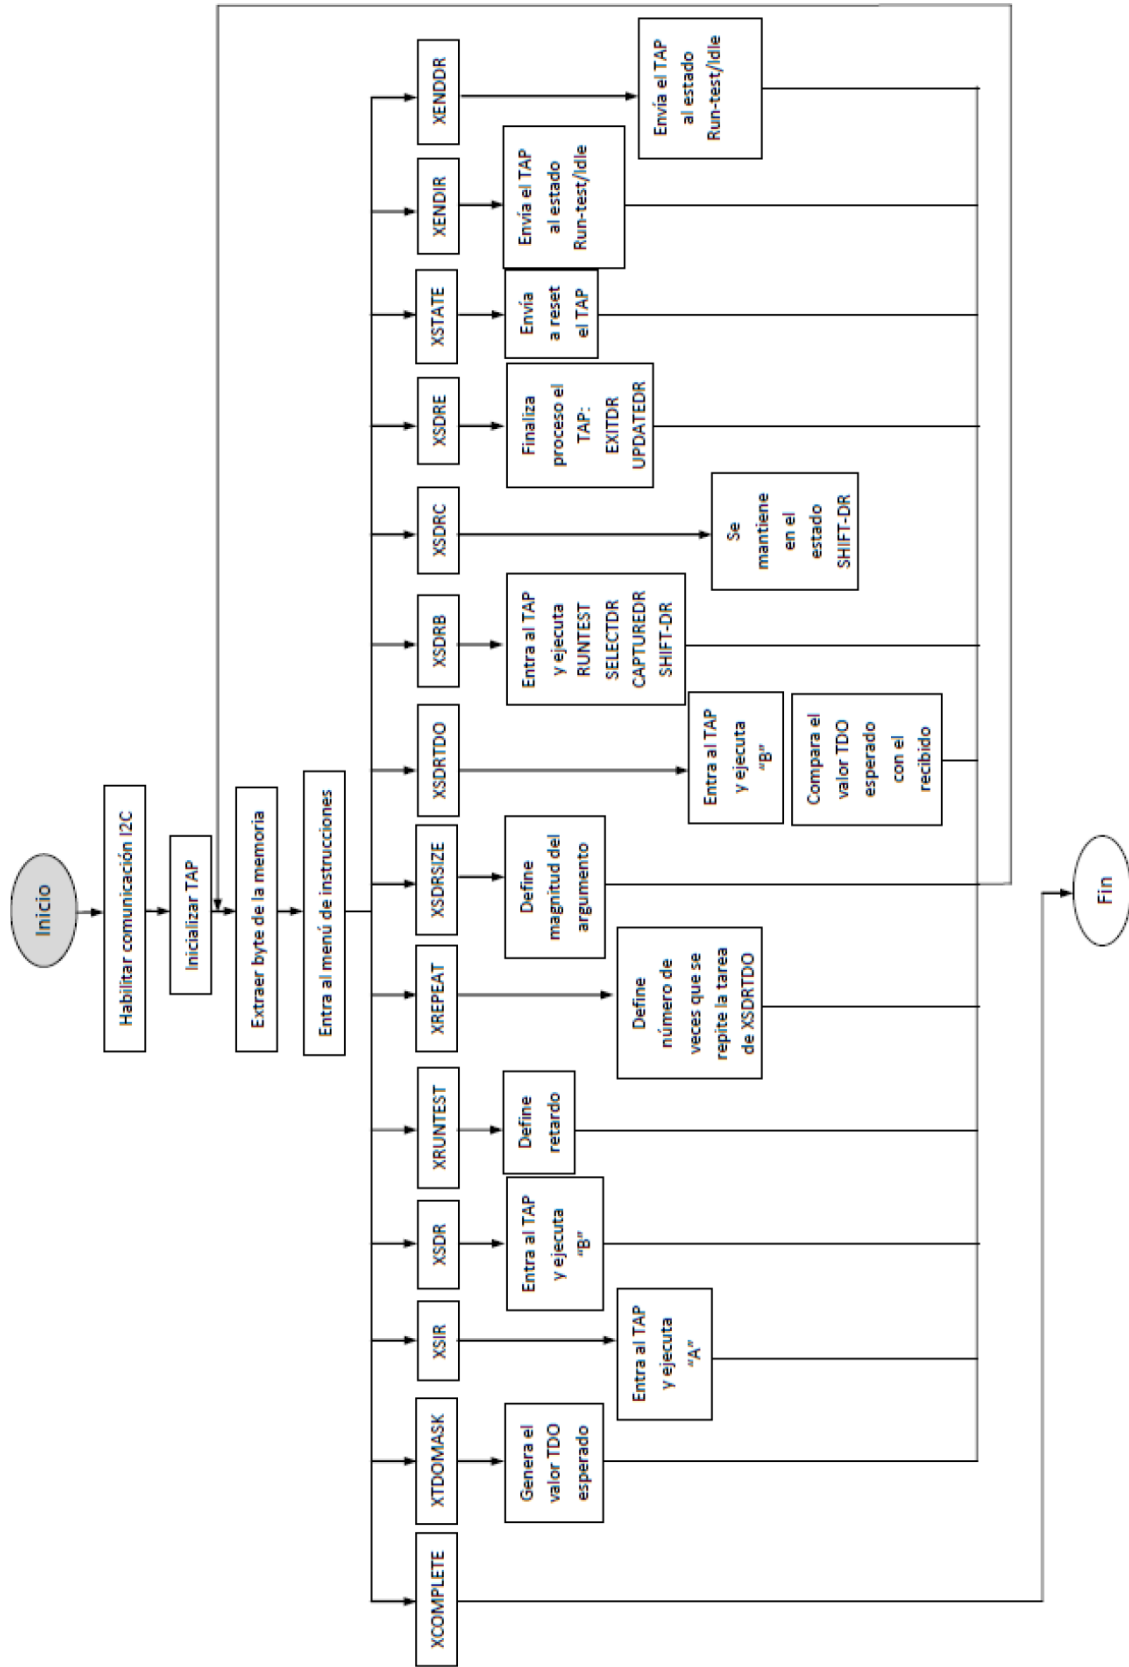 Inicio
Habilitar comunicación I2C
Inicializar TAP
Extraer byte de la memoria
Entra al menú de instrucciones
XCOMPLETE
XTDOMASK
XSIR
XSDR
XRUNTEST
XREPEAT
XSDRSIZE
XSDRTDO
XSDRB
XSDRC
XSDRE
XSTATE
XENDIR
XENDDR
Genera el
valor TDO
esperado
Entra al TAP
y ejecuta
“A”
Entra al TAP
y ejecuta
“B”
Define
retardo
Define
número de
veces que se
repite la tarea
de XSDRTDO
Define
magnitud del
argumento
Entra al TAP
y ejecuta
“B”
Compara el
valor TDO
esperado
con el
recibido
Entra al TAP
y ejecuta
RUNTEST
SELECTDR
CAPTUREDR
SHIFT-DR
Se
mantiene
en el
estado
SHIFT-DR
Finaliza
proceso el
TAP:
EXITDR
UPDATEDR
Envía
a reset
el TAP
Envía el TAP
al estado
Run-test/Idle
Envía el TAP
al estado
Run-test/Idle
Fin